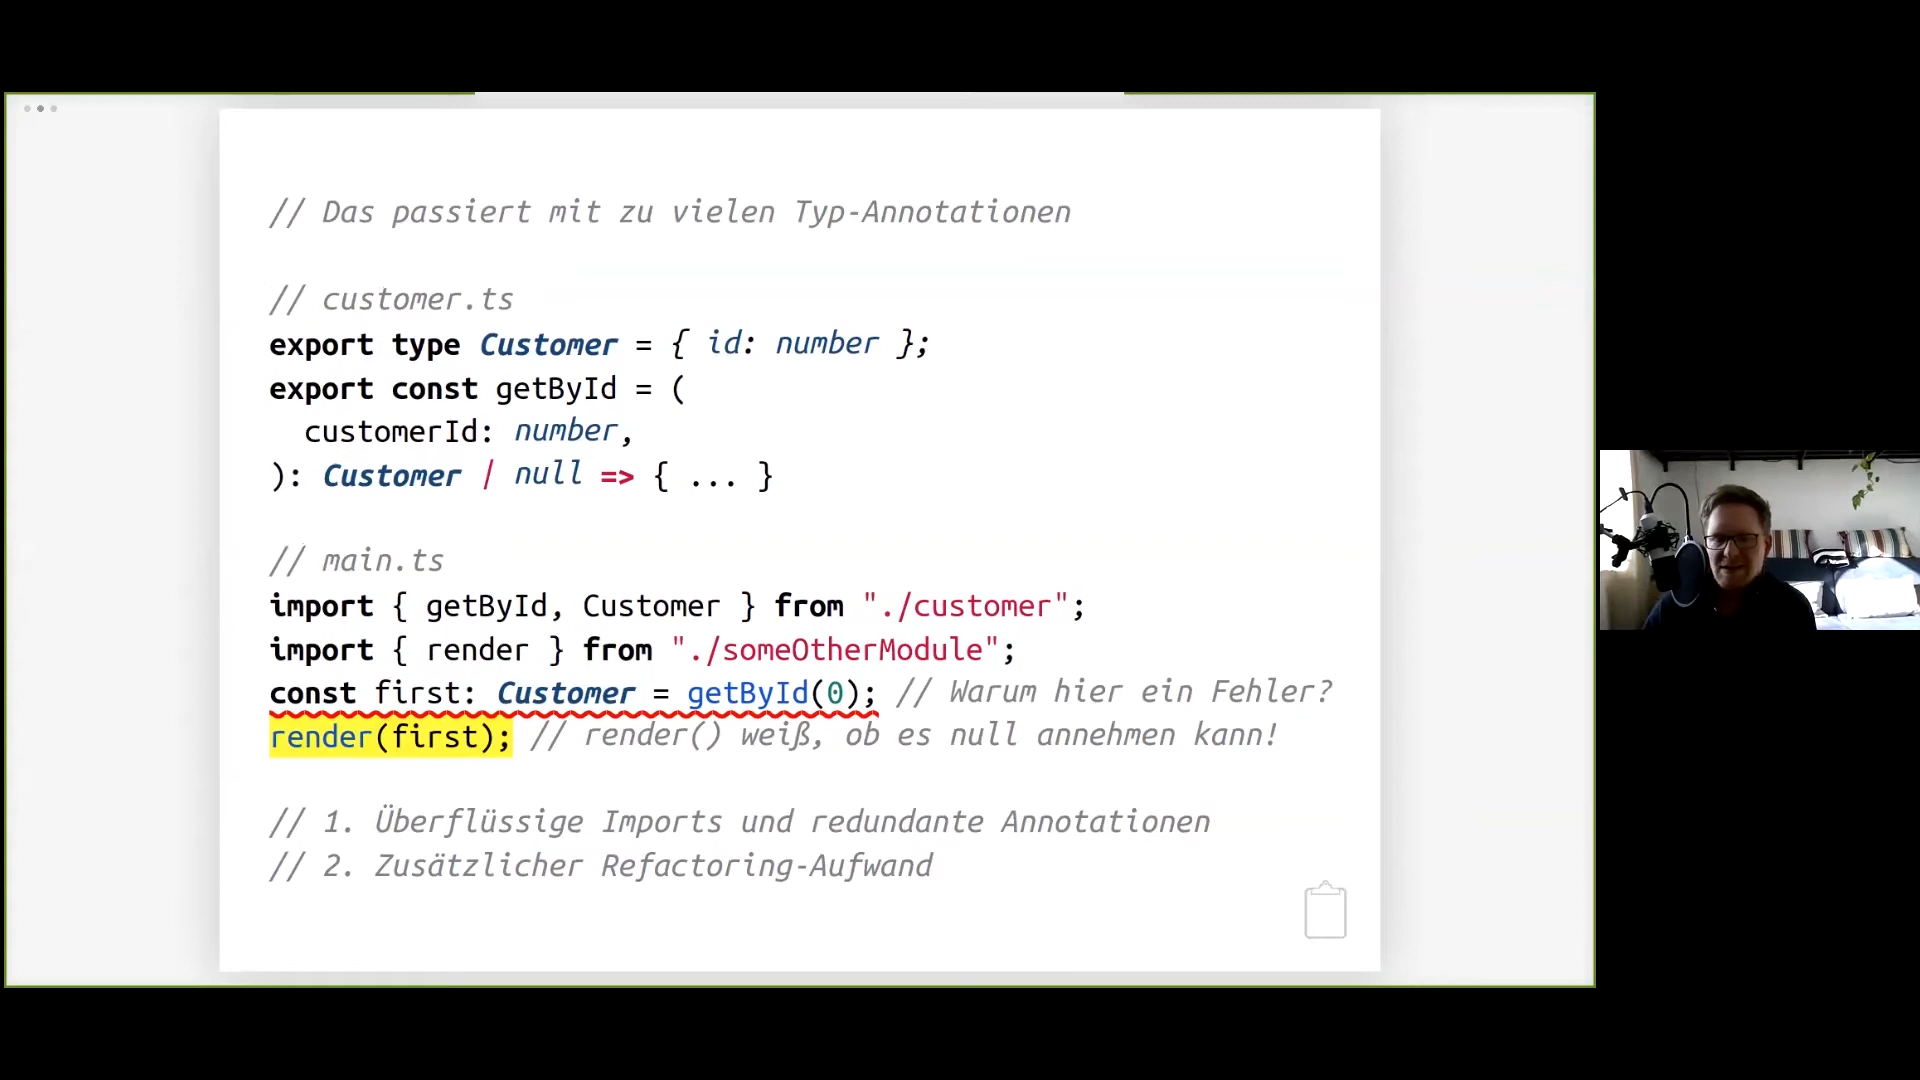 // Das passiert mit zu vielen Typ-Annotationen
// customer.ts
export type Customer = { id: number };
export const getById = (
  customerId: number,
): Customer | null => { ... }
// main.ts
import { getById, Customer } from "./customer";
import { render } from "./someOtherModule";
const first: Customer = getById(0); // Warum hier ein Fehler?
render(first); // render() weiß, ob es null annehmen kann!
// 1. Überflüssige Imports und redundante Annotationen
// 2. Zusätzlicher Refactoring-Aufwand